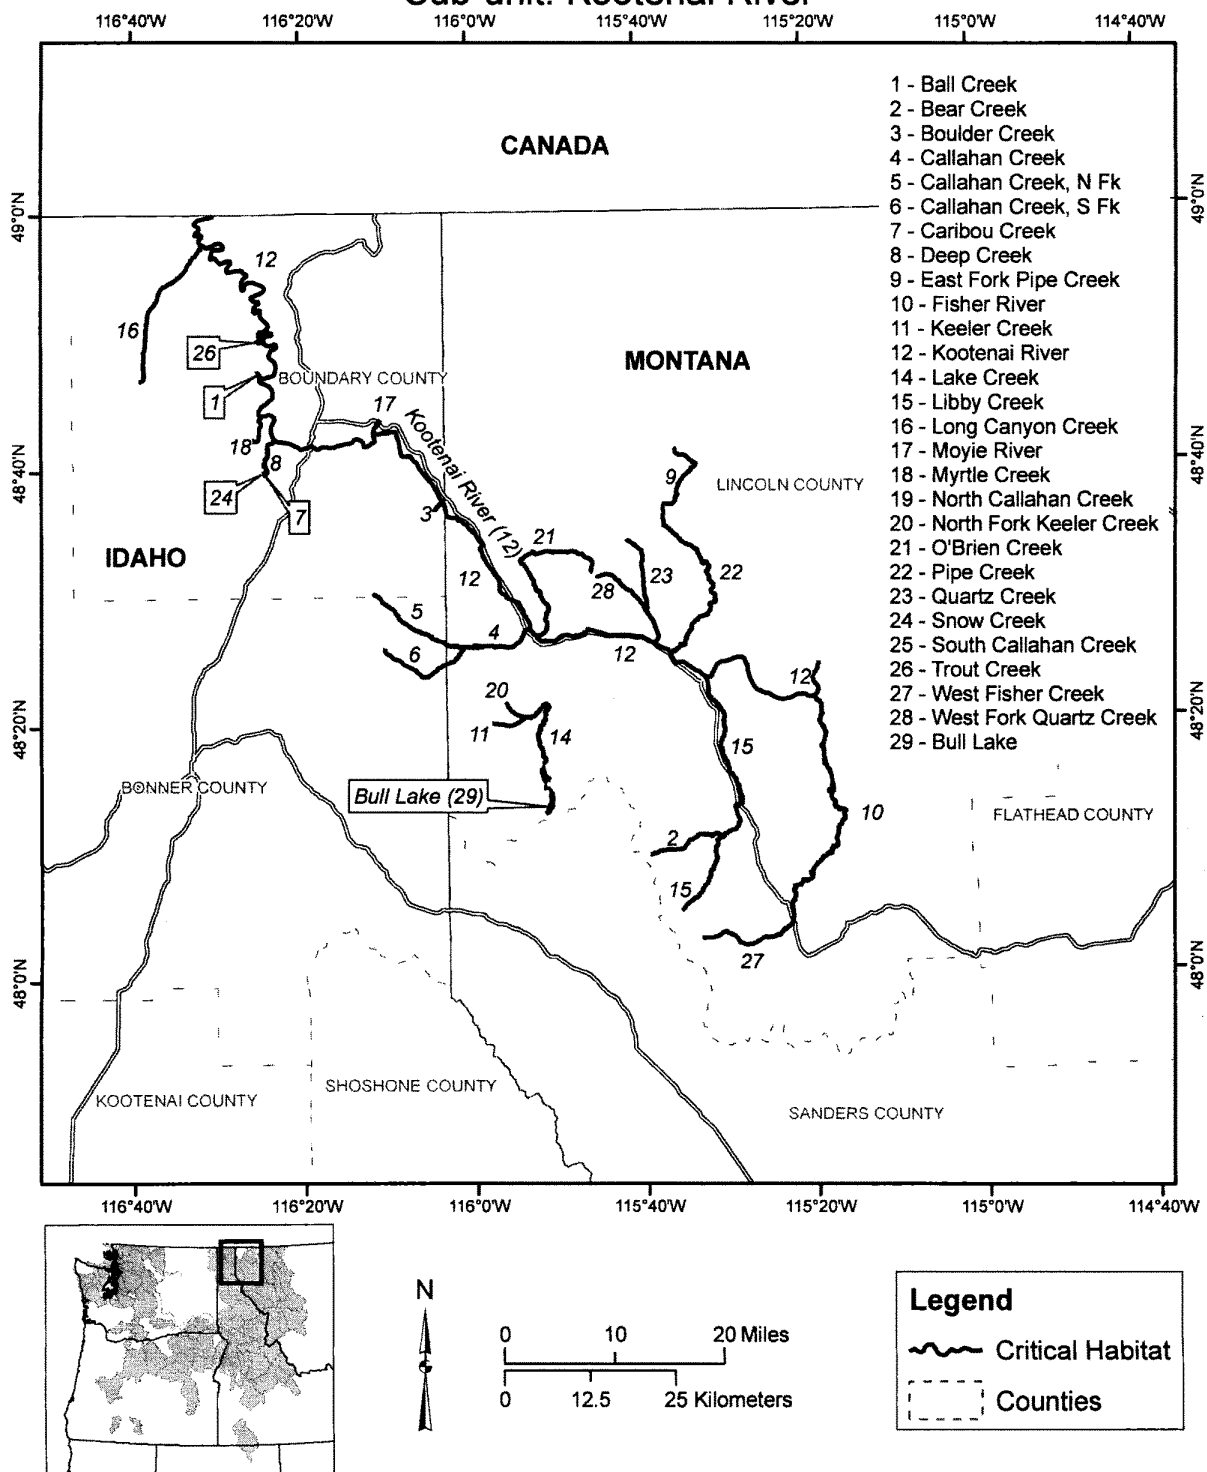 Sub-unit: Kootenai River
116°40'W 116°20'W 116°0'W 115°40'W 115°20'W 115°0'W 114°40'W
1 - Ball Creek
2 - Bear Creek
3 - Boulder Creek
CANADA
4 - Callahan Creek
5 - Callahan Creek, N Fk
6 - Callahan Creek, S Fk
49°0'N
49°0'N
7 - Caribou Creek
8 - Deep Creek
12
9 - East Fork Pipe Creek
10 - Fisher River
16
11 - Keeler Creek
26
12 - Kootenai River
MONTANA
BOUNDARY COUNTY
14 - Lake Creek
1
15 - Libby Creek
17
16 - Long Canyon Creek
Kootenai River (12)
18
17 - Moyie River
8
48°40'N
48°40'N
18 - Myrtle Creek
9
LINCOLN COUNTY
24
19 - North Callahan Creek
7
3
20 - North Fork Keeler Creek
IDAHO
21
21 - O'Brien Creek
12
28
23
22
22 - Pipe Creek
23 - Quartz Creek
5
24 - Snow Creek
4
25 - South Callahan Creek
6
12
26 - Trout Creek
12
20
27 - West Fisher Creek
48°20'N
48°20'N
11
14
28 - West Fork Quartz Creek
15
29 - Bull Lake
BONNER COUNTY
Bull Lake (29)
10
FLATHEAD COUNTY
2
15
27
48°0'N
48°0'N
SHOSHONE COUNTY
KOOTENAI COUNTY
SANDERS COUNTY
116°40'W 116°20'W 116°0'W 115°40'W 115°20'W 115°0'W 114°40'W
N
0 10 20 Miles
0 12.5 25 Kilometers
Legend
Critical Habitat
Counties